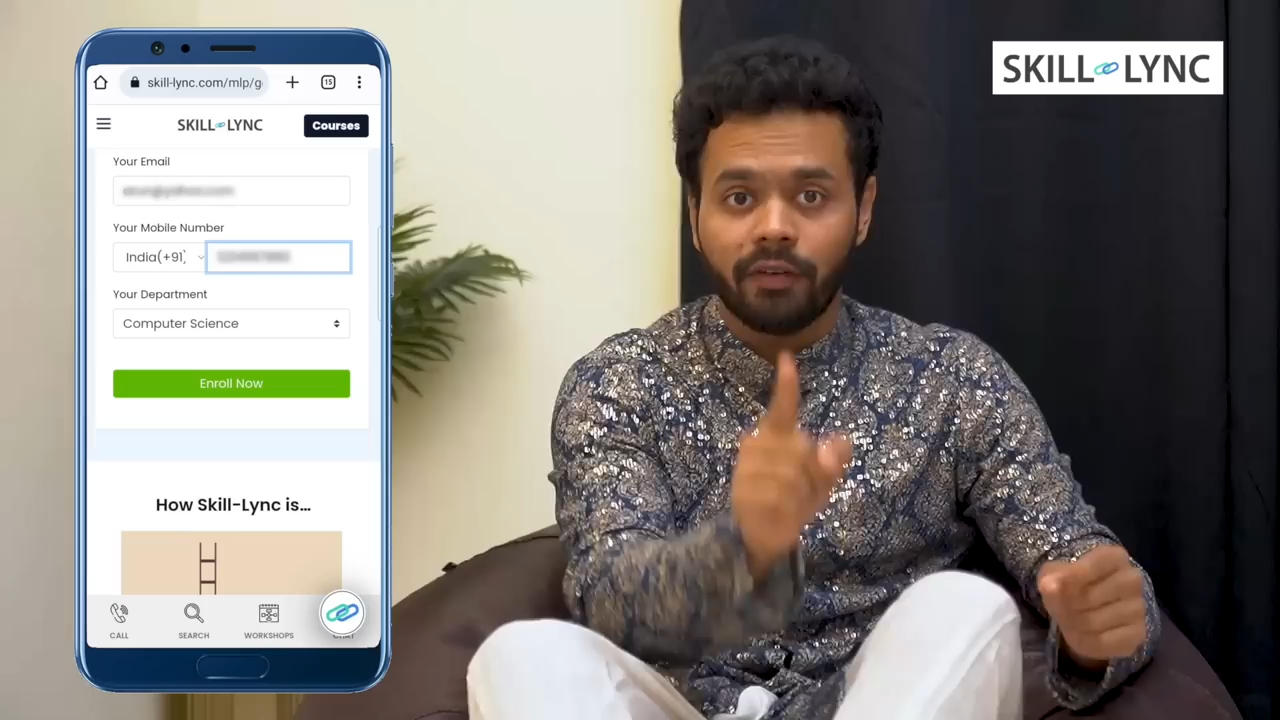 skill-lync.com/mlp/g
15
SKILL LYNC
Courses
Your Email
Your Mobile Number
India(+91)
Your Department
Computer Science
Enroll Now
How Skill-Lync is...
CALL
SEARCH
WORKSHOPS
SKILL LYNC